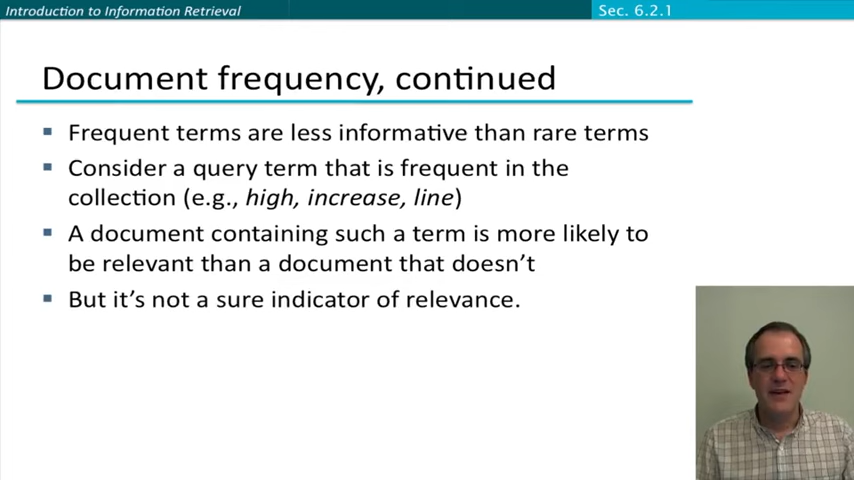 Introduction to Information Retrieval
Sec. 6.2.1
Document frequency, continued
▪ Frequent terms are less informative than rare terms
▪ Consider a query term that is frequent in the
collection (e.g., high, increase, line)
▪ A document containing such a term is more likely to
be relevant than a document that doesn’t
▪ But it’s not a sure indicator of relevance.